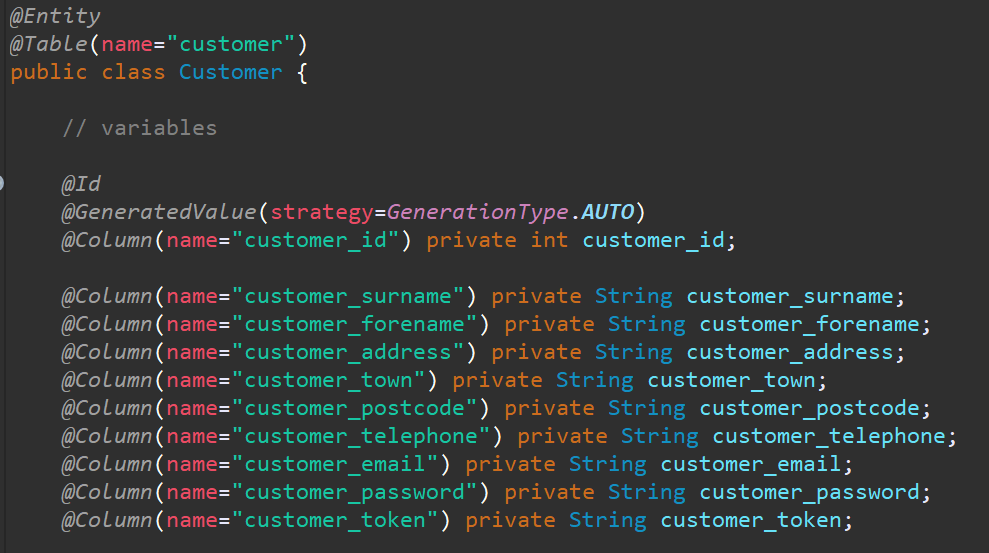 @Entity
@Table(name="customer")
public class Customer {
// variables
@Id
@GeneratedValue(strategy=GenerationType.AUTO)
@Column(name="customer_id") private int customer_id;
@Column(name="customer_surname") private String customer_surname;
@Column(name="customer_forename") private String customer_forename;
@Column(name="customer_address") private String customer_address;
@Column(name="customer_town") private String customer_town;
@Column(name="customer_postcode") private String customer_postcode;
@Column(name="customer_telephone") private String customer_telephone;
@Column(name="customer_email") private String customer_email;
@Column(name="customer_password") private String customer_password;
@Column(name="customer_token") private String customer_token;